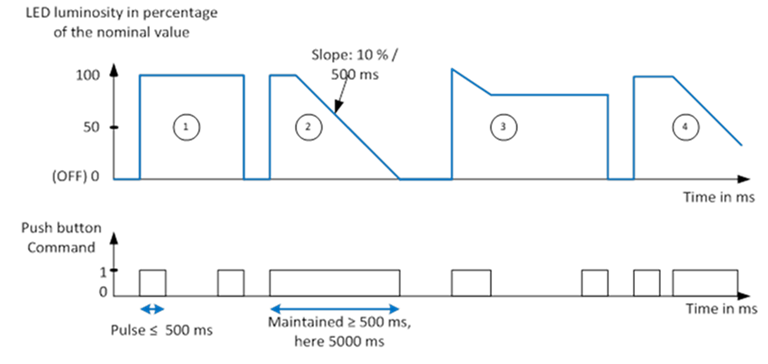 LED luminosity in percentage
of the nominal value
Slope: 10 % /
500 ms
100
50
(OFF) 0
1
2
3
4
Time in ms
Push button
Command
1
0
Time in ms
Pulse ≤ 500 ms
Maintained ≥ 500 ms,
here 5000 ms